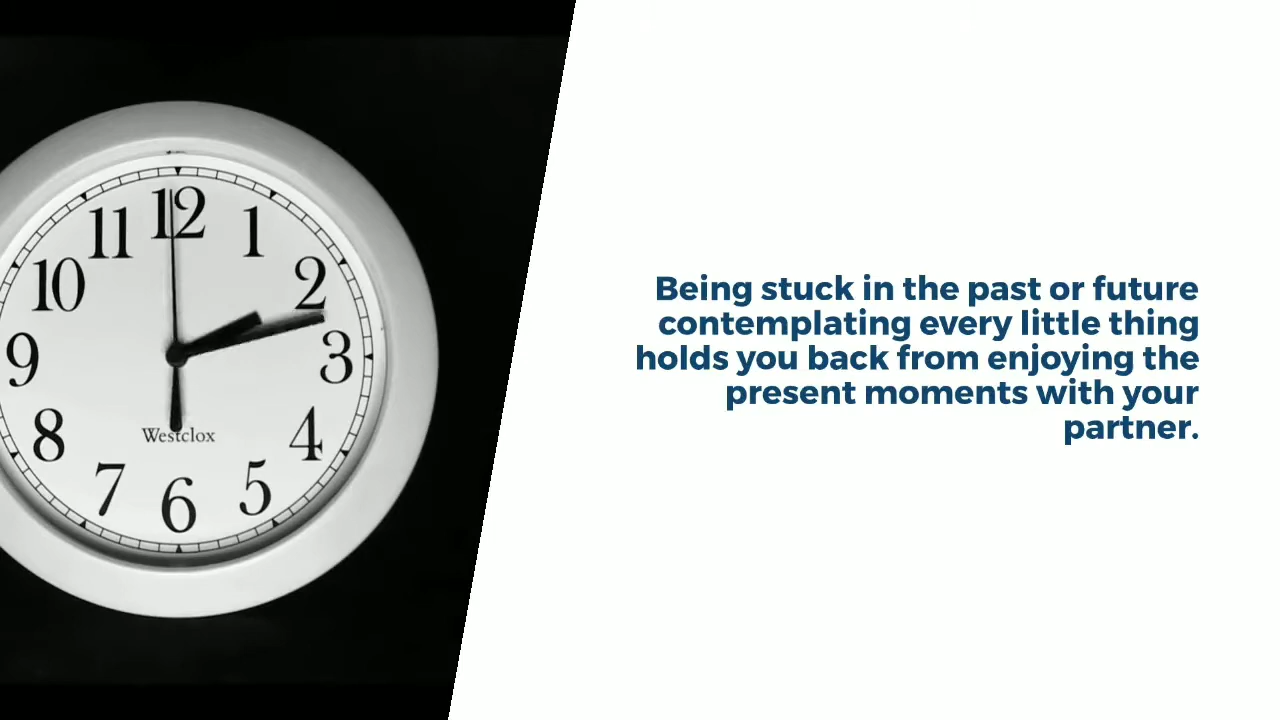 12
11
1
10
2
9
3
Westclox
8
4
7
5
6
Being stuck in the past or future
contemplating every little thing
holds you back from enjoying the
present moments with your
partner.